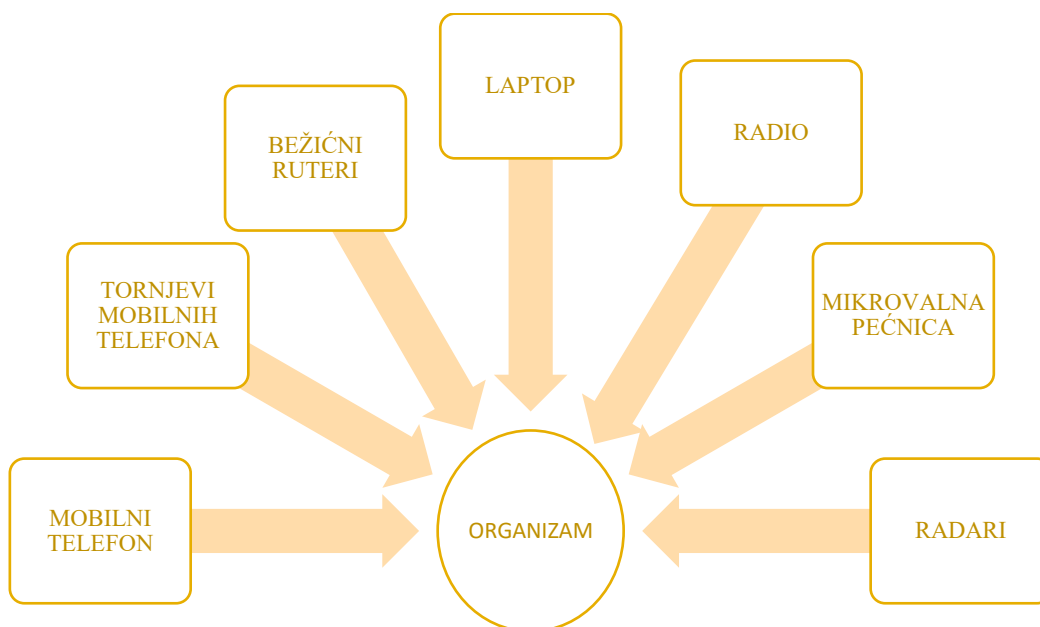 LAPTOP
RADIO
BEŽIĆNI
RUTERI
TORNJEVI
MOBILNIH
TELEFONA
MIKROVALNA
PEĆNICA
MOBILNI
TELEFON
ORGANIZAM
RADARI